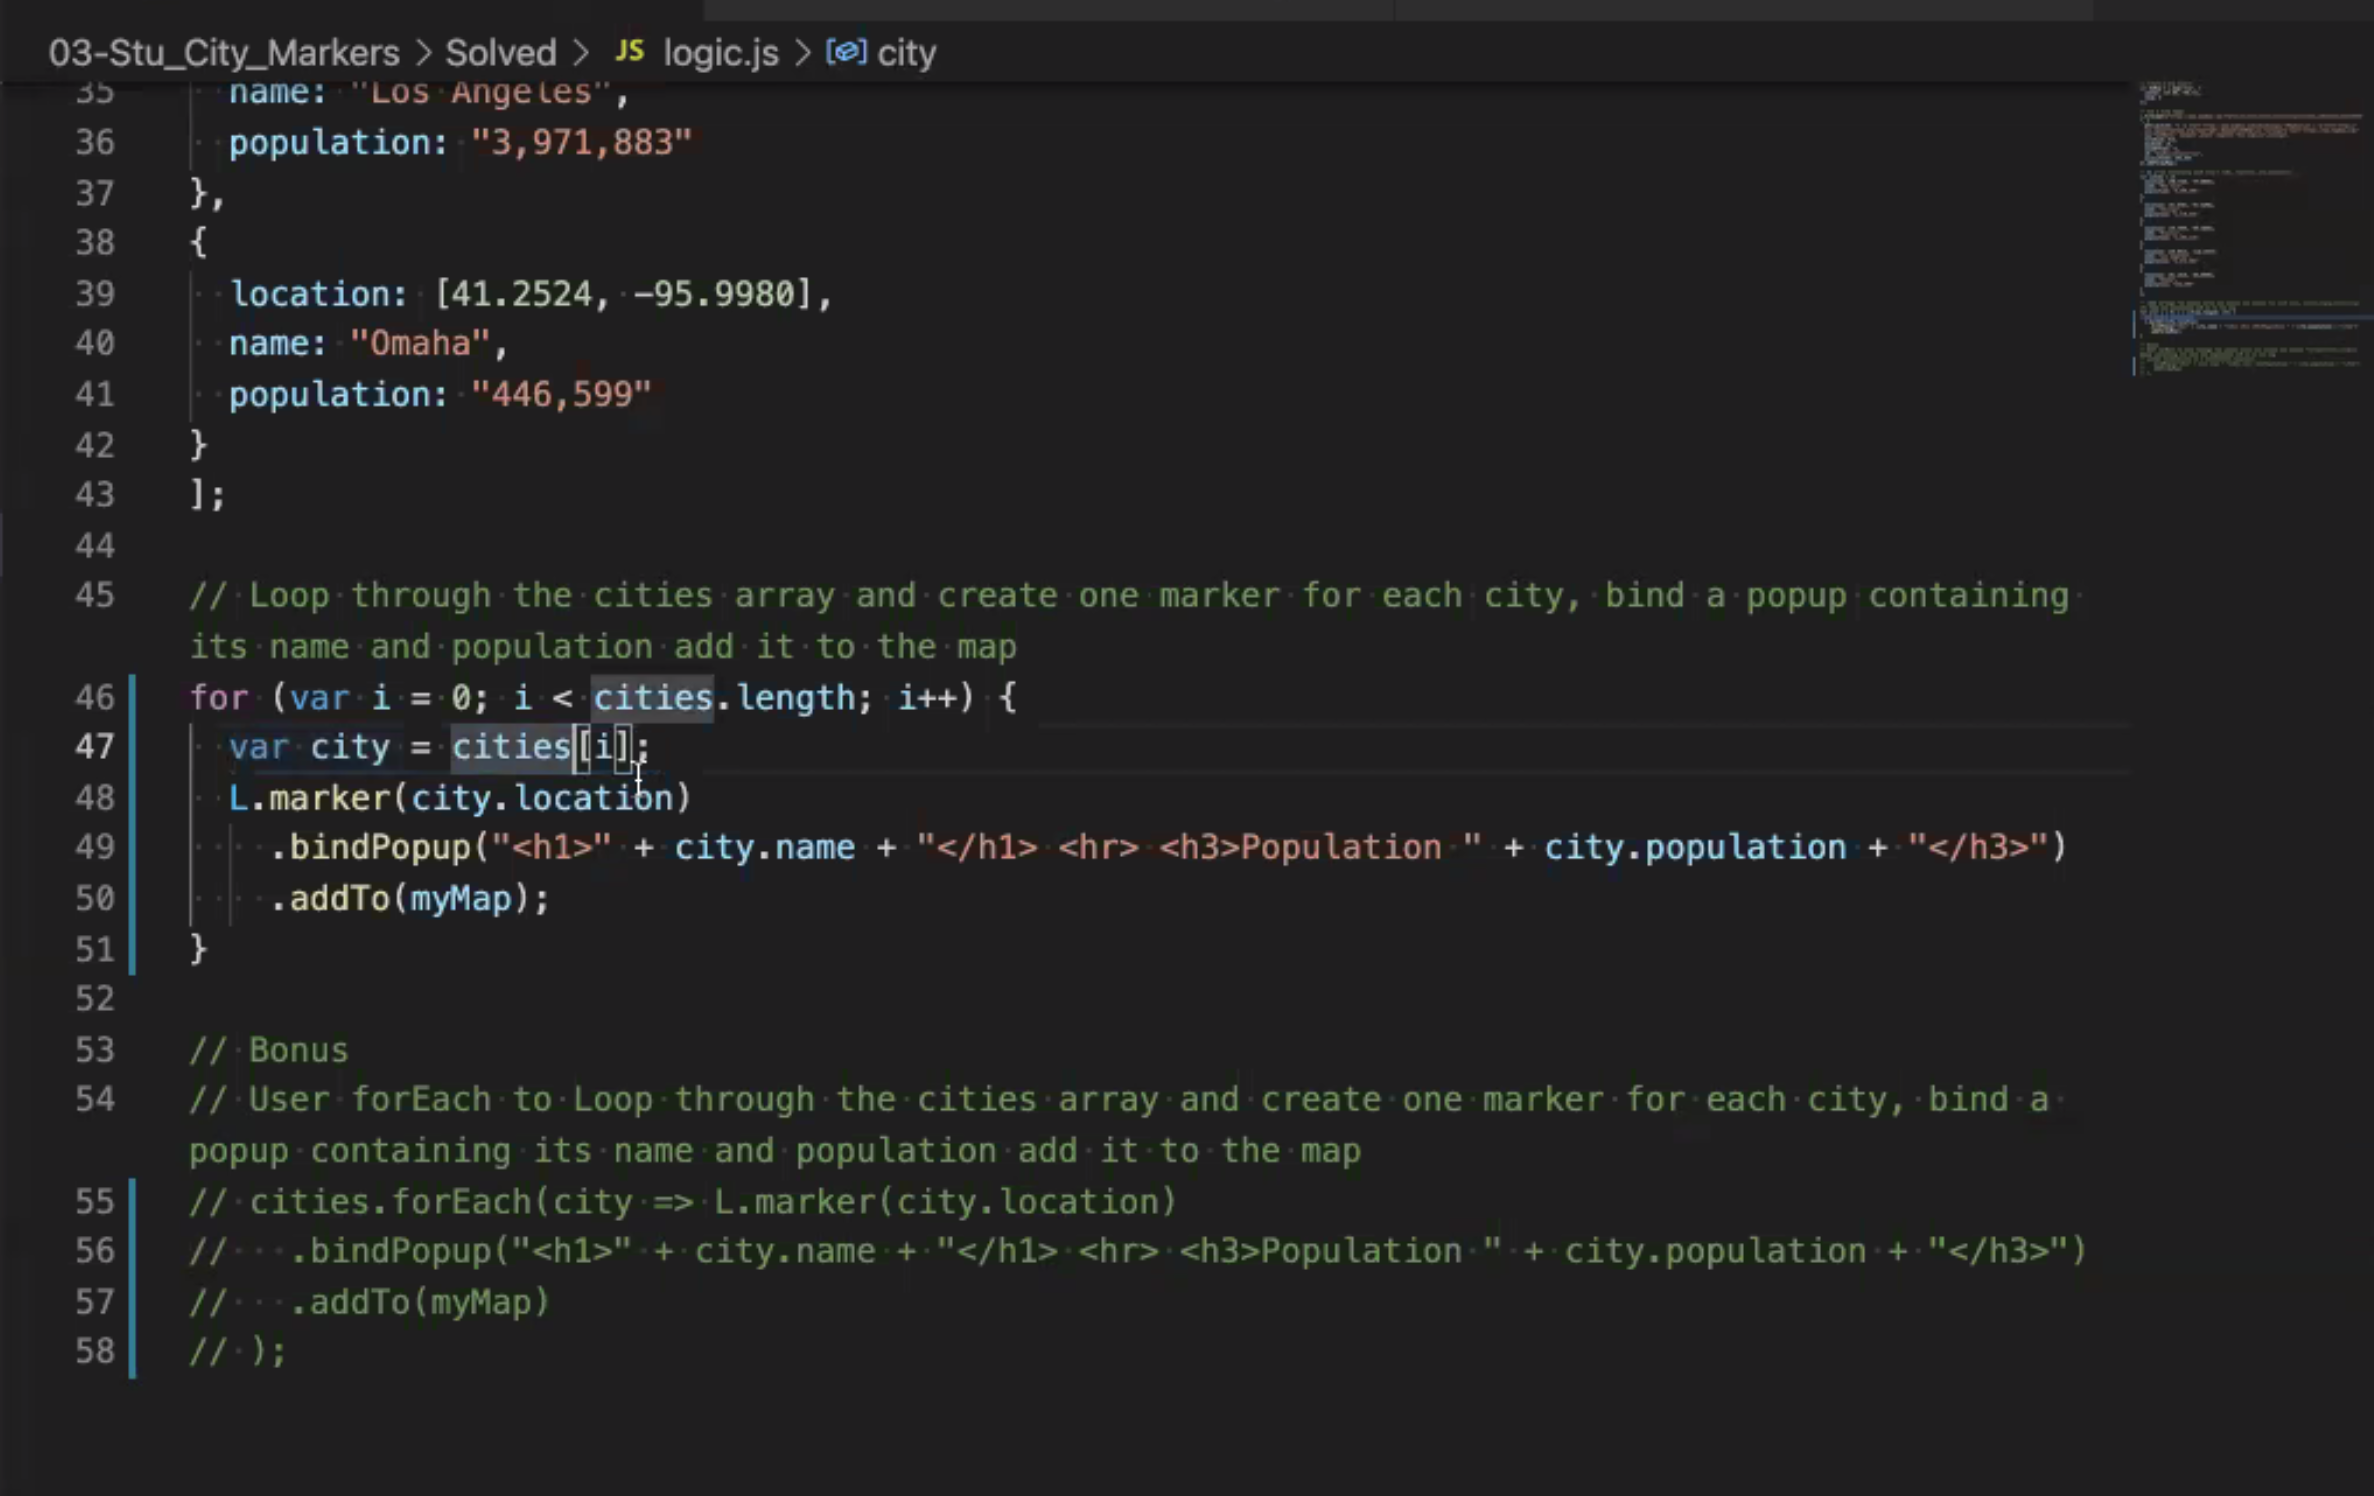 03-Stu_City_Markers > Solved > JS logic.js > city
35 name: "Los Angeles",
36 population: "3,971,883"
37 },
38 {
39 location: [41.2524, -95.9980],
40 name: "Omaha",
41 population: "446,599"
42 }
43 ];
44
45 // Loop through the cities array and create one marker for each city, bind a popup containing
its name and population add it to the map
46 for (var i = 0; i < cities.length; i++) {
47 var city = cities[i];
48 L.marker(city.location)
49 .bindPopup("<h1>" + city.name + "</h1> <hr> <h3>Population " + city.population + "</h3>")
50 .addTo(myMap);
51 }
52
53 // Bonus
54 // User forEach to Loop through the cities array and create one marker for each city, bind a
popup containing its name and population add it to the map
55 // cities.forEach(city => L.marker(city.location)
56 // .bindPopup("<h1>" + city.name + "</h1> <hr> <h3>Population " + city.population + "</h3>")
57 // .addTo(myMap)
58 // );